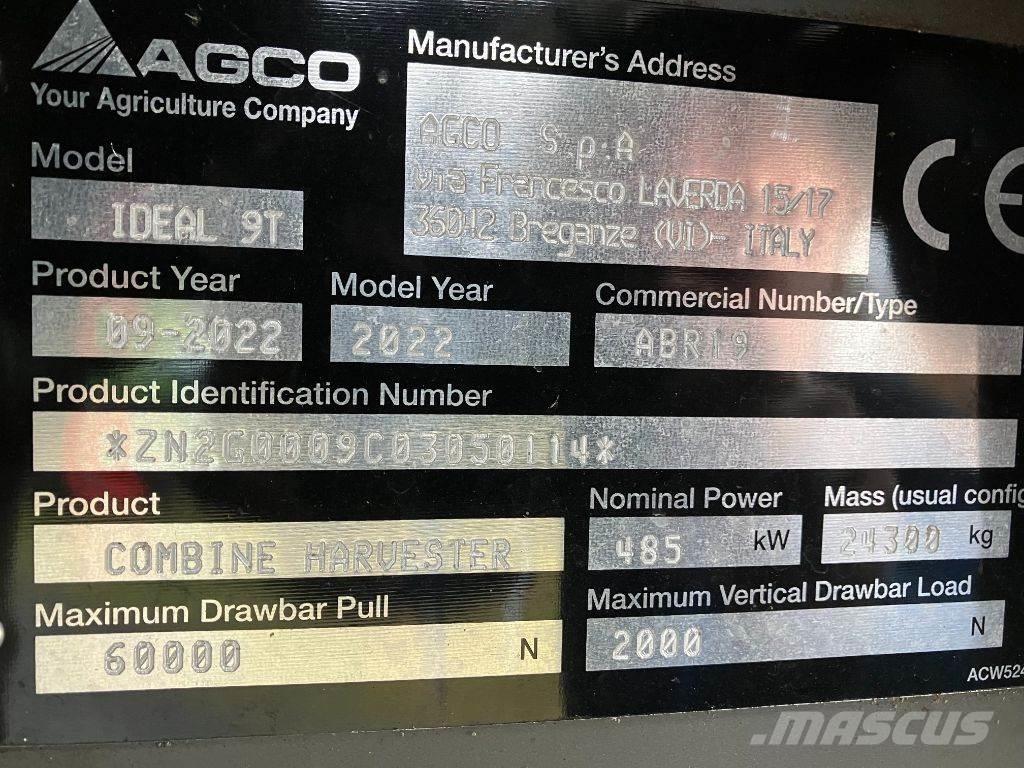 AGCO
Your Agriculture Company
Manufacturer's Address
AGCO S.p.A
via Francesco LAVERDA 15/17
36042 Breganze (VI)- ITALY
CE
Model
IDEAL 9T
Product Year
09-2022
Model Year
2022
Commercial Number/Type
ABR19
Product Identification Number
*ZN2G0009C03050114*
Product
COMBINE HARVESTER
Nominal Power
485 kW
Mass (usual config
24300 kg
Maximum Drawbar Pull
60000 N
Maximum Vertical Drawbar Load
2000 N
ACW524
MASCUS